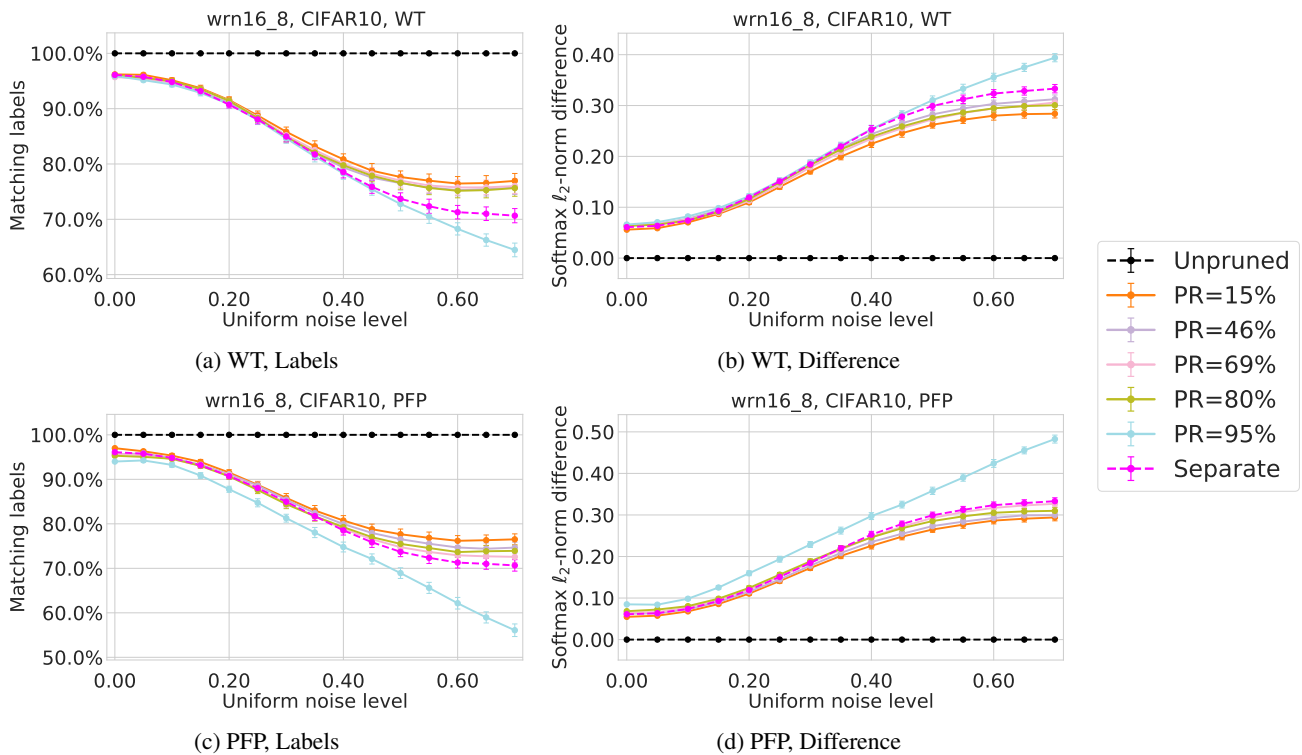 wrn16_8, CIFAR10, WT
Matching labels
100.0%
90.0%
80.0%
70.0%
60.0%
0.00 0.20 0.40 0.60
Uniform noise level
(a) WT, Labels
wrn16_8, CIFAR10, WT
Softmax ℓ2-norm difference
0.40
0.30
0.20
0.10
0.00
0.00 0.20 0.40 0.60
Uniform noise level
(b) WT, Difference
wrn16_8, CIFAR10, PFP
Matching labels
100.0%
90.0%
80.0%
70.0%
60.0%
50.0%
0.00 0.20 0.40 0.60
Uniform noise level
(c) PFP, Labels
wrn16_8, CIFAR10, PFP
Softmax ℓ2-norm difference
0.50
0.40
0.30
0.20
0.10
0.00
0.00 0.20 0.40 0.60
Uniform noise level
(d) PFP, Difference
Unpruned
PR=15%
PR=46%
PR=69%
PR=80%
PR=95%
Separate